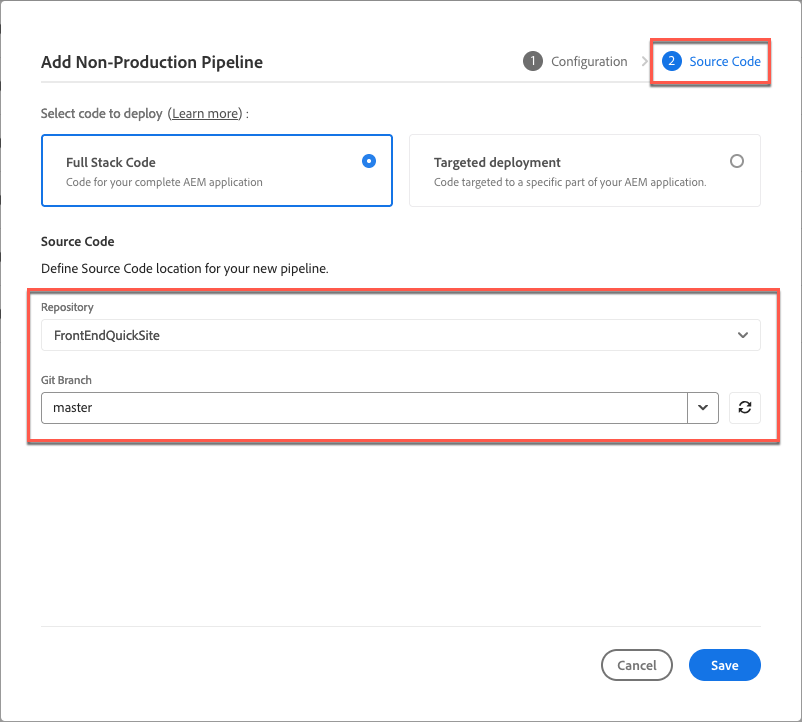 Add Non-Production Pipeline
1 Configuration
2 Source Code
Select code to deploy (Learn more) :
Full Stack Code
Code for your complete AEM application
Targeted deployment
Code targeted to a specific part of your AEM application.
Source Code
Define Source Code location for your new pipeline.
Repository
FrontEndQuickSite
Git Branch
master
Cancel
Save